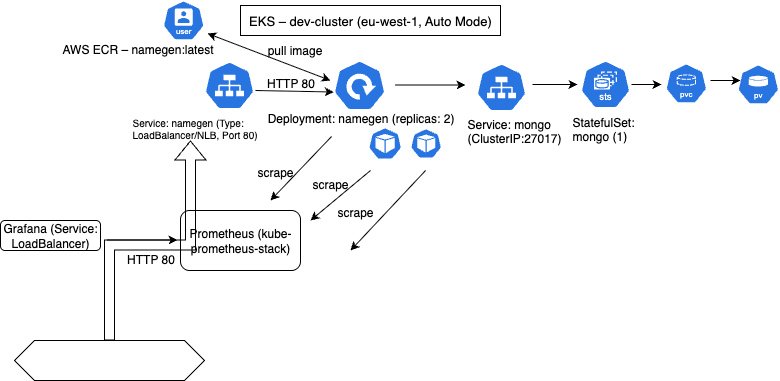 EKS – dev-cluster (eu-west-1, Auto Mode)
user
AWS ECR – namegen:latest
pull image
HTTP 80
Service: namegen (Type:
LoadBalancer/NLB, Port 80)
Deployment: namegen (replicas: 2)
Service: mongo
(ClusterIP:27017)
sts
StatefulSet:
mongo (1)
pvc
pv
scrape
scrape
scrape
Grafana (Service:
LoadBalancer)
Prometheus (kube-
prometheus-stack)
HTTP 80